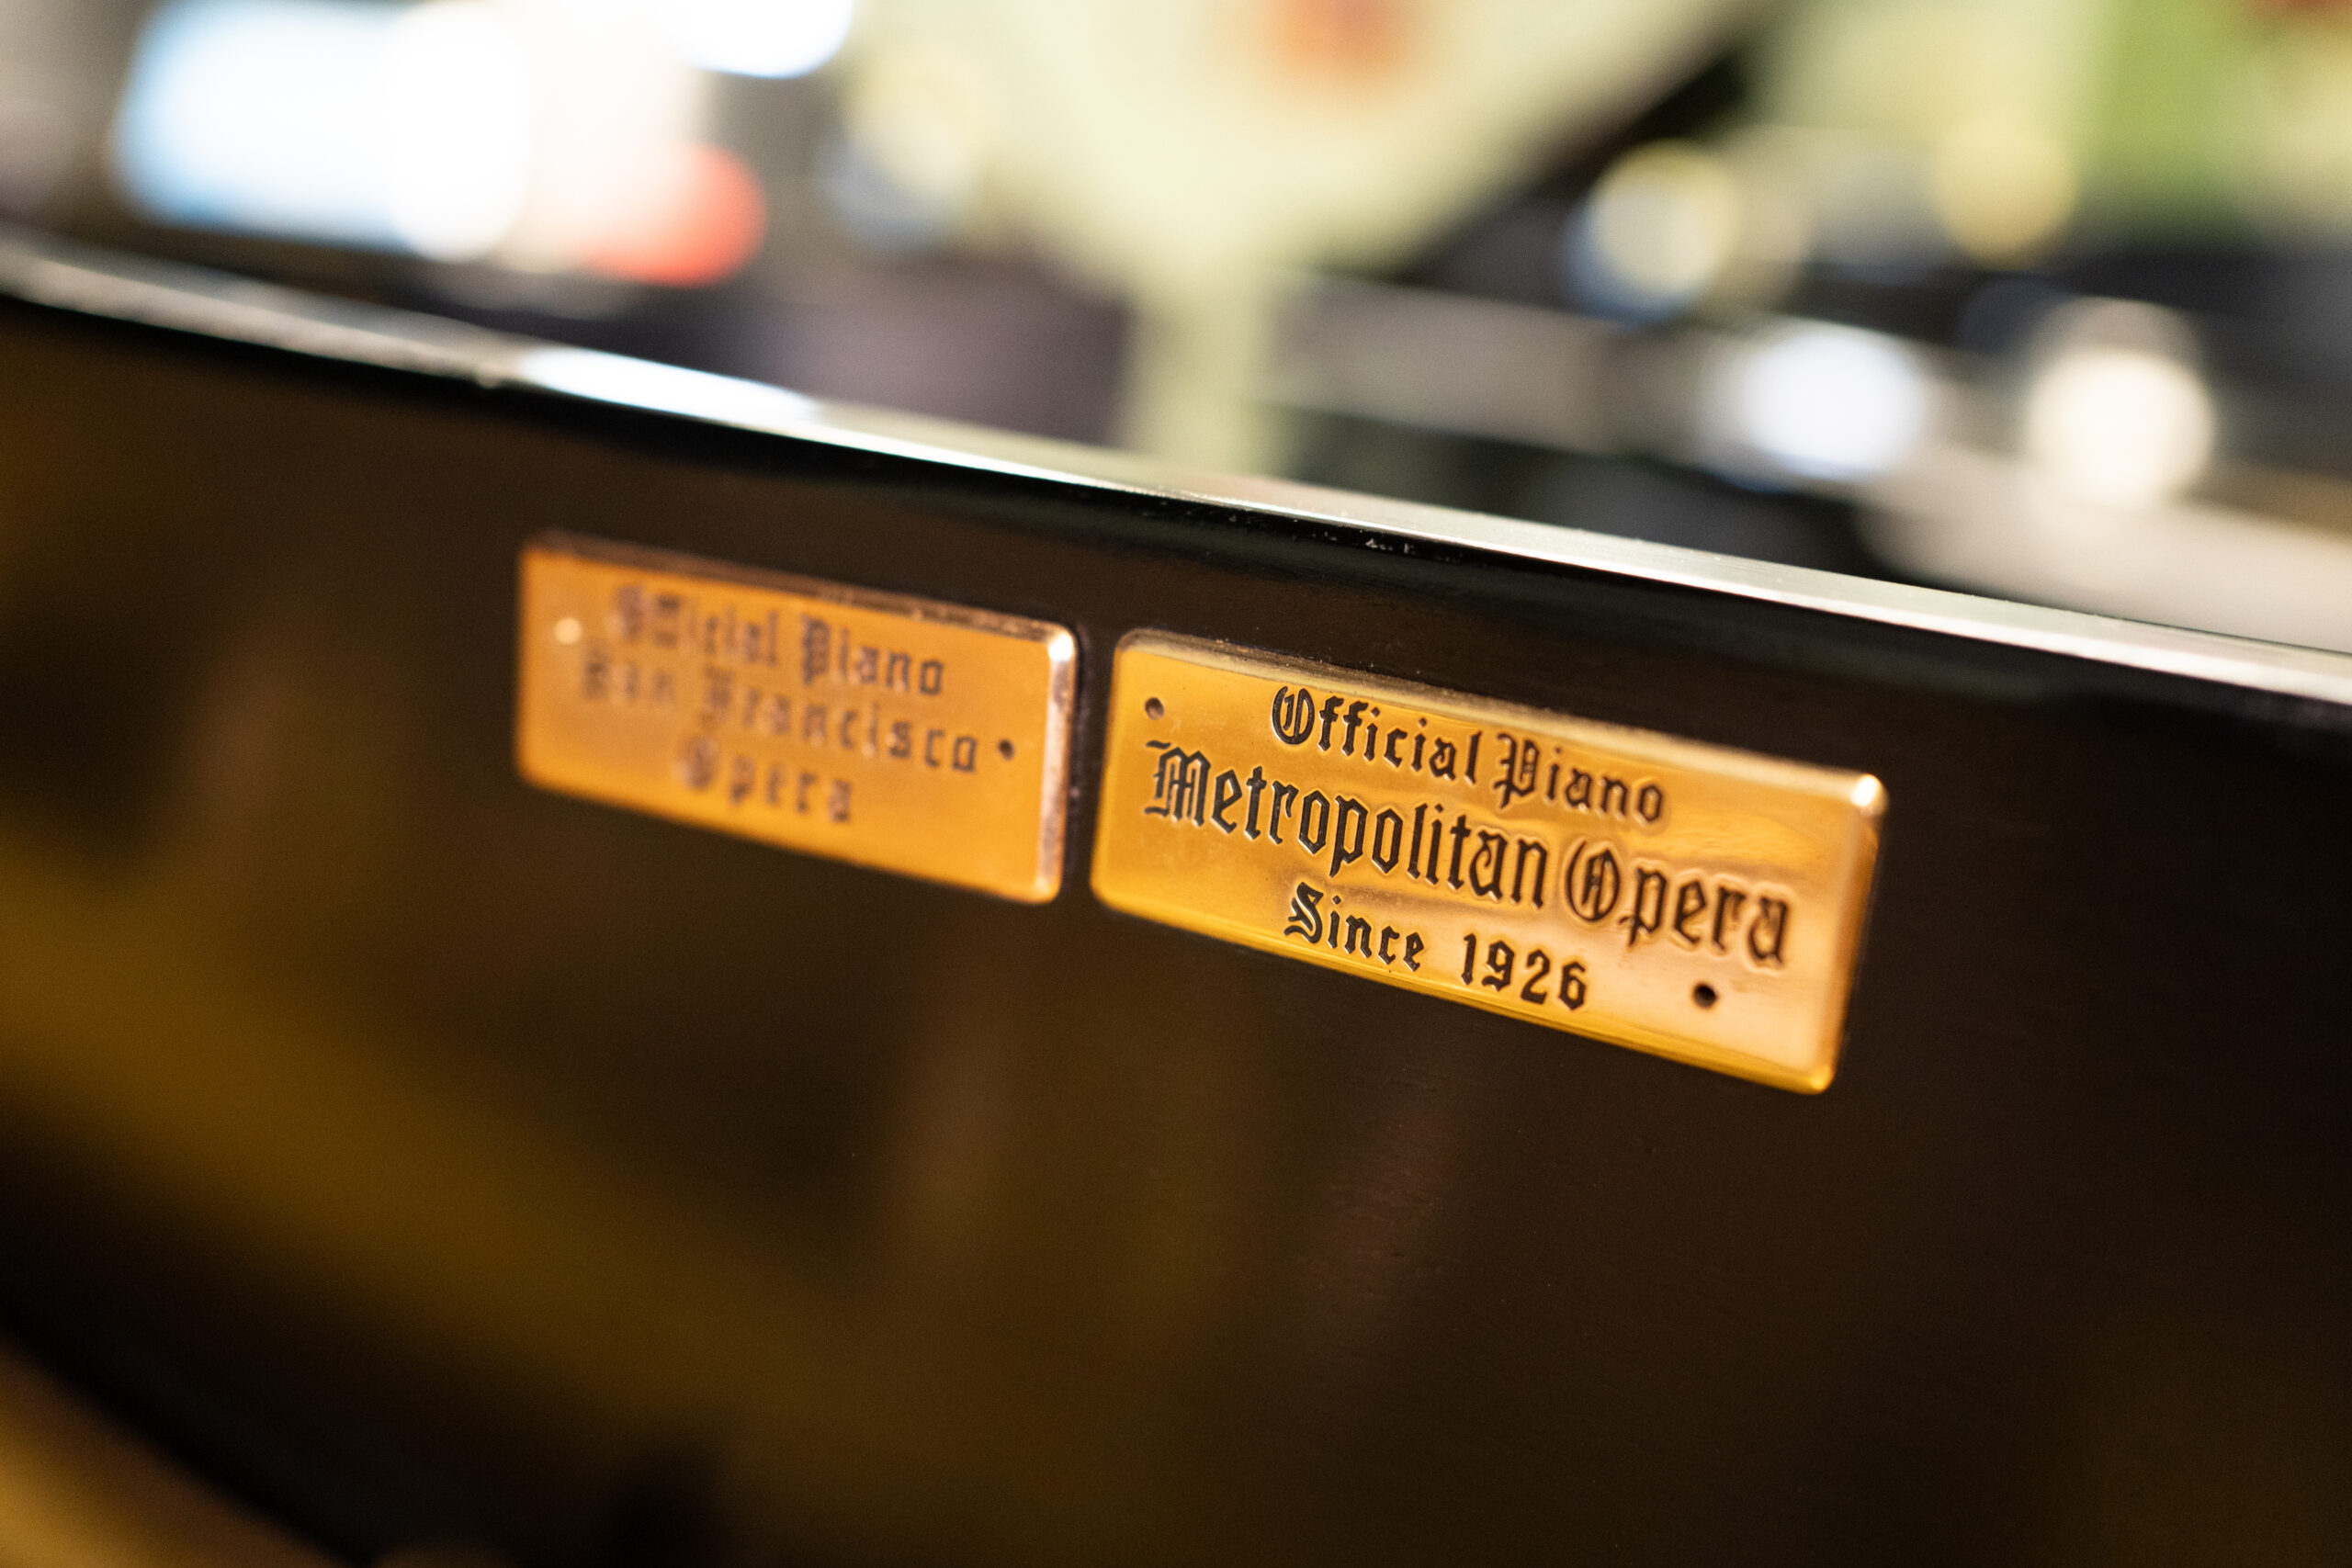 Official Piano
San Francisco
Opera
Official Piano
Metropolitan Opera
Since 1926